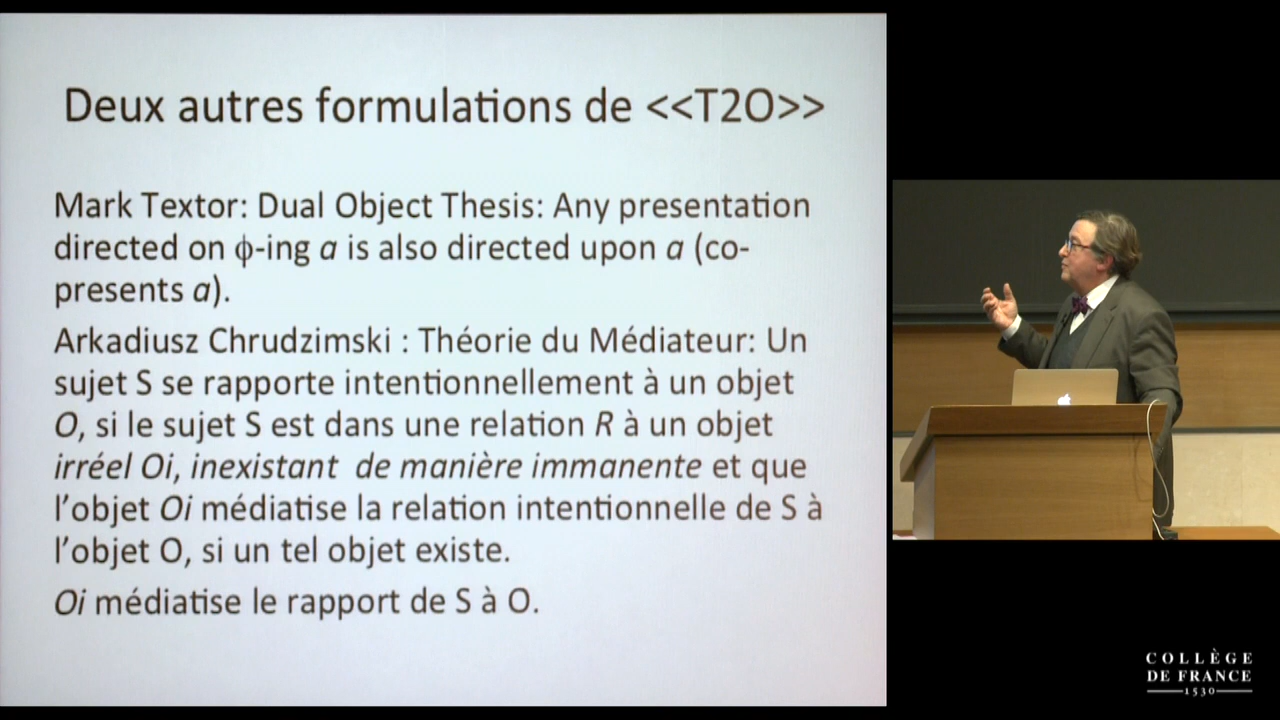 Deux autres formulations de <<T2O>>
Mark Textor: Dual Object Thesis: Any presentation
directed on ϕ-ing a is also directed upon a (co-
presents a).
Arkadiusz Chrudzimski : Théorie du Médiateur: Un
sujet S se rapporte intentionnellement à un objet
O, si le sujet S est dans une relation R à un objet
irréel Oi, inexistant de manière immanente et que
l’objet Oi médiatise la relation intentionnelle de S à
l’objet O, si un tel objet existe.
Oi médiatise le rapport de S à O.
COLLÈGE
DE FRANCE
1530